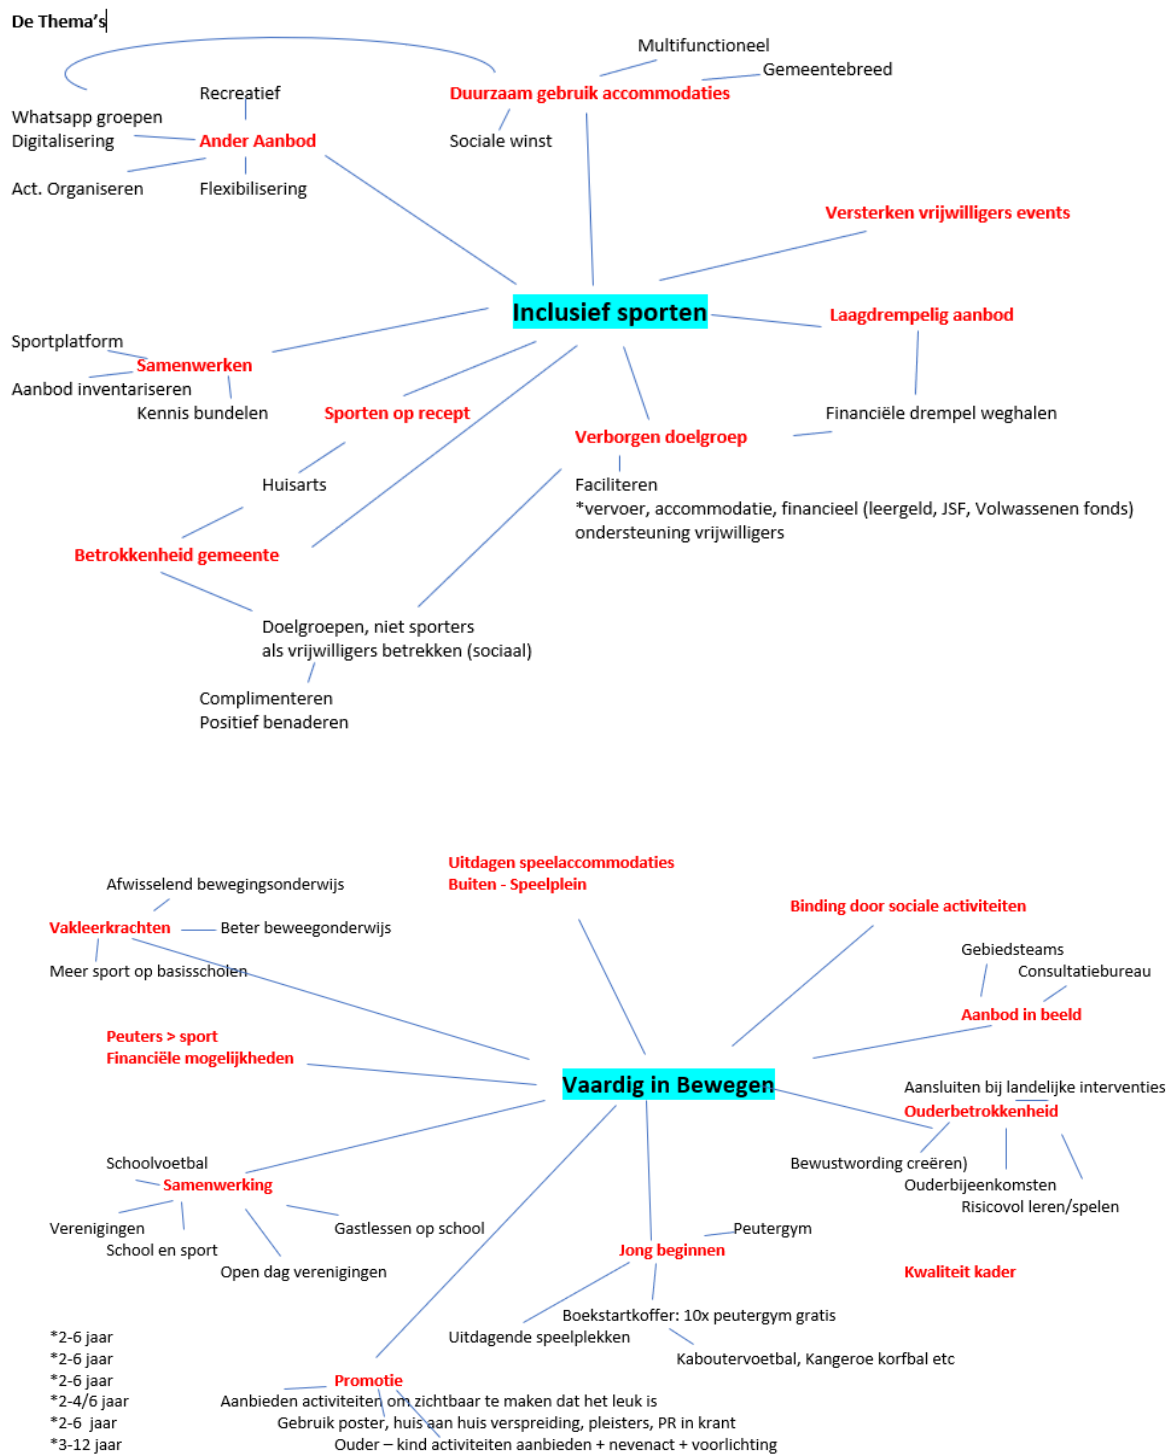 De Thema's
Multifunctioneel
Gemeentebreed
Recreatief
Duurzaam gebruik accommodaties
Whatsapp groepen
Digitalisering
Ander Aanbod
Sociale winst
Act. Organiseren
Flexibilisering
Versterken vrijwilligers events
Inclusief sporten
Laagdrempelig aanbod
Sportplatform
Samenwerken
Aanbod inventariseren
Kennis bundelen
Sporten op recept
Financiële drempel weghalen
Verborgen doelgroep
Huisarts
Faciliteren
*vervoer, accommodatie, financieel (leergeld, JSF, Volwassenen fonds)
ondersteuning vrijwilligers
Betrokkenheid gemeente
Doelgroepen, niet sporters
als vrijwilligers betrekken (sociaal)
Complimenteren
Positief benaderen
Uitdagen speelaccommodaties
Buiten - Speelplein
Afwisselend bewegingsonderwijs
Binding door sociale activiteiten
Vakleerkrachten
Beter beweegonderwijs
Gebiedsteams
Meer sport op basisscholen
Consultatiebureau
Aanbod in beeld
Peuters > sport
Financiële mogelijkheden
Vaardig in Bewegen
Aansluiten bij landelijke interventies
Ouderbetrokkenheid
Schoolvoetbal
Bewustwording creëren)
Samenwerking
Ouderbijeenkomsten
Risicovol leren/spelen
Verenigingen
Gastlessen op school
School en sport
Peutergym
Jong beginnen
Open dag verenigingen
Kwaliteit kader
Boekstartkoffer: 10x peutergym gratis
*2-6 jaar
Uitdagende speelplekken
*2-6 jaar
Kaboutervoetbal, Kangeroe korfbal etc
*2-6 jaar
Promotie
*2-4/6 jaar
Aanbieden activiteiten om zichtbaar te maken dat het leuk is
*2-6 jaar
Gebruik poster, huis aan huis verspreiding, pleisters, PR in krant
*3-12 jaar
Ouder – kind activiteiten aanbieden + nevenact + voorlichting